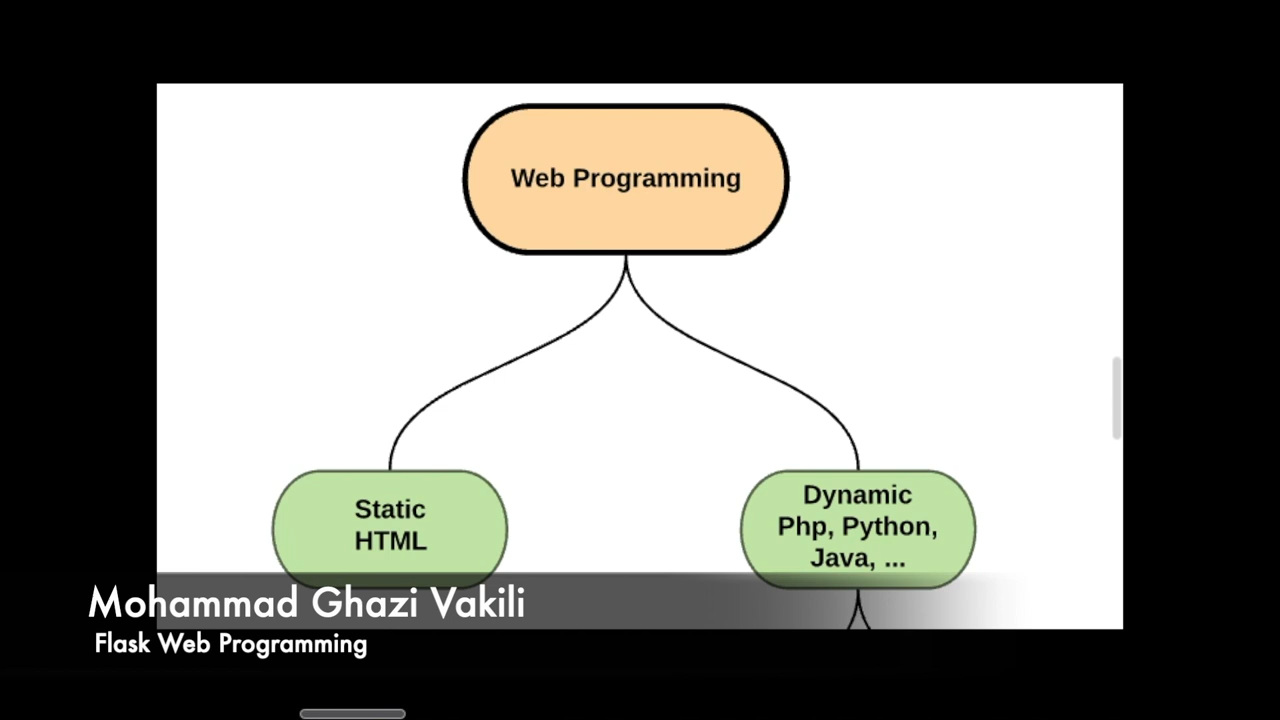 Web Programming
Static
HTML
Dynamic
Php, Python,
Java, ...
Mohammad Ghazi Vakili
Flask Web Programming